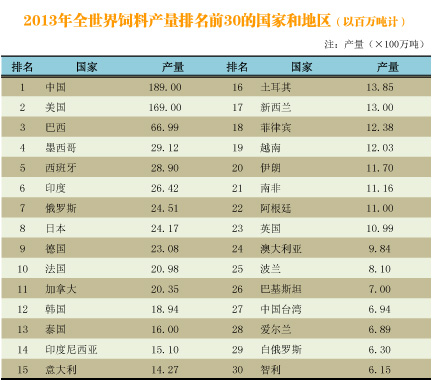 2013年全世界饲料产量排名前30的国家和地区（以百万吨计）
注：产量（×100万吨）
排名 国家 产量 排名 国家 产量
1 中国 189.00 16 土耳其 13.85
2 美国 169.00 17 新西兰 13.00
3 巴西 66.99 18 菲律宾 12.38
4 墨西哥 29.12 19 越南 12.03
5 西班牙 28.90 20 伊朗 11.70
6 印度 26.42 21 南非 11.16
7 俄罗斯 24.51 22 阿根廷 11.00
8 日本 24.17 23 英国 10.99
9 德国 23.08 24 澳大利亚 9.84
10 法国 20.98 25 波兰 8.10
11 加拿大 20.35 26 巴基斯坦 7.00
12 韩国 18.94 27 中国台湾 6.94
13 泰国 16.00 28 爱尔兰 6.89
14 印度尼西亚 15.10 29 白俄罗斯 6.30
15 意大利 14.27 30 智利 6.15